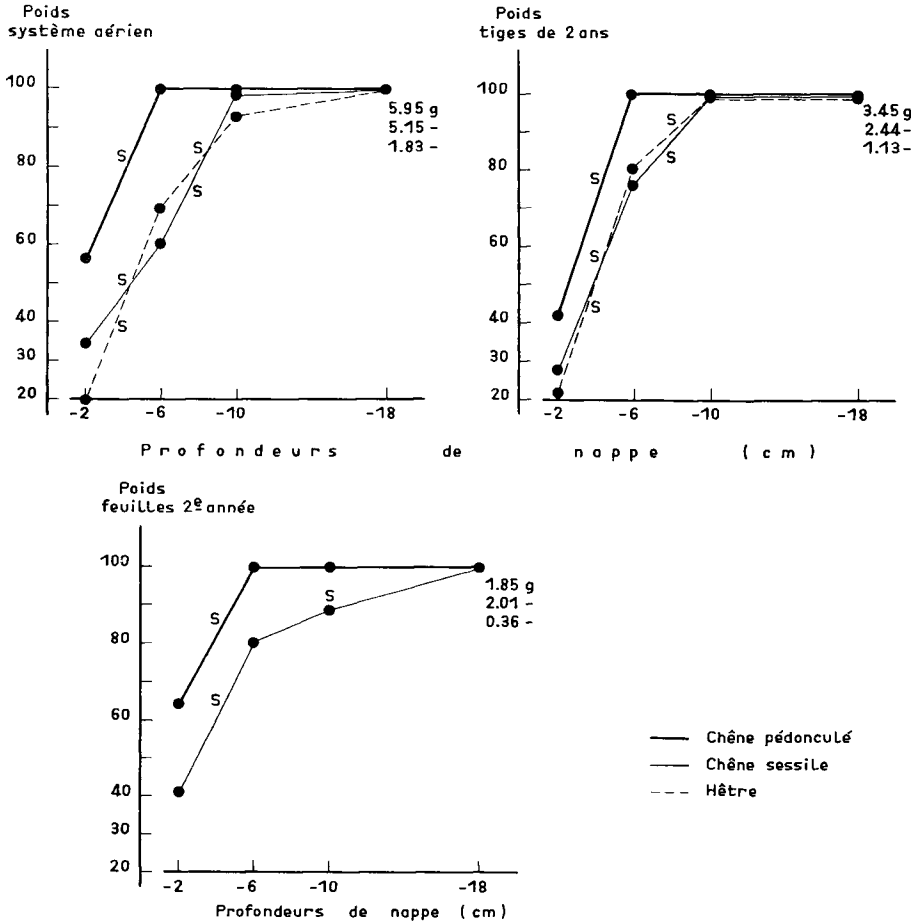 Poids
système aérien
100
80
60
40
30
20
S
S
S
S
S
5.95 g
5.15 -
1.83 -
-2
-6
-10
-18
Poids
tiges de 2 ans
100
80
60
40
30
20
S
S
S
S
S
3.45 g
2.44 -
1.13 -
-2
-6
-10
-18
Profondeurs de nappe (cm)
Poids
feuilles 2e année
100
80
60
40
30
20
S
S
S
1.85 g
2.01 -
0.36 -
-2
-6
-10
-18
Profondeurs de nappe (cm)
Chêne pédonculé
Chêne sessile
Hêtre